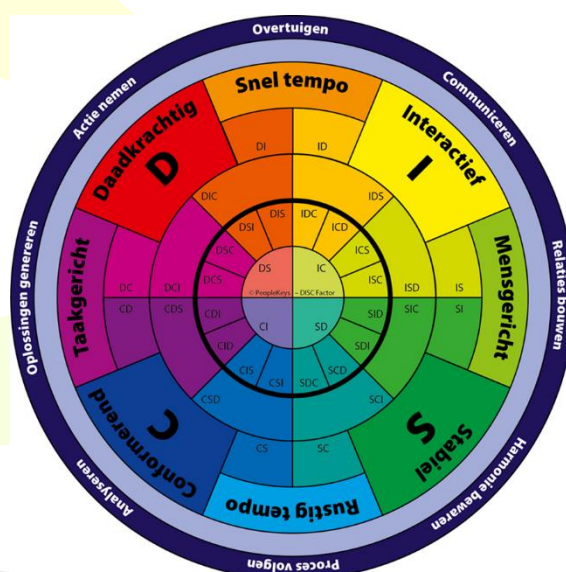 Overtuigen
Communiceren
Relaties bouwen
Harmonie bewaren
Proces volgen
Analyseren
Oplossingen genereren
Actie nemen
Snel tempo
Interactief
I
Mensgericht
Stabiel
S
Rustig tempo
Conformerend
C
Taakgericht
Daadkrachtig
D
DI
ID
DIC
IDS
DSI
DIS
IDC
ICD
DSC
ICS
DCS
ISC
DS
IC
DC
DCI
ISD
IS
© PeopleKeys – DISC Factor
CD
CDS
CDI
SID
SIC
SI
CI
SD
CID
SDI
CIS
CSI
SDC
SCD
CSD
SCI
CS
SC